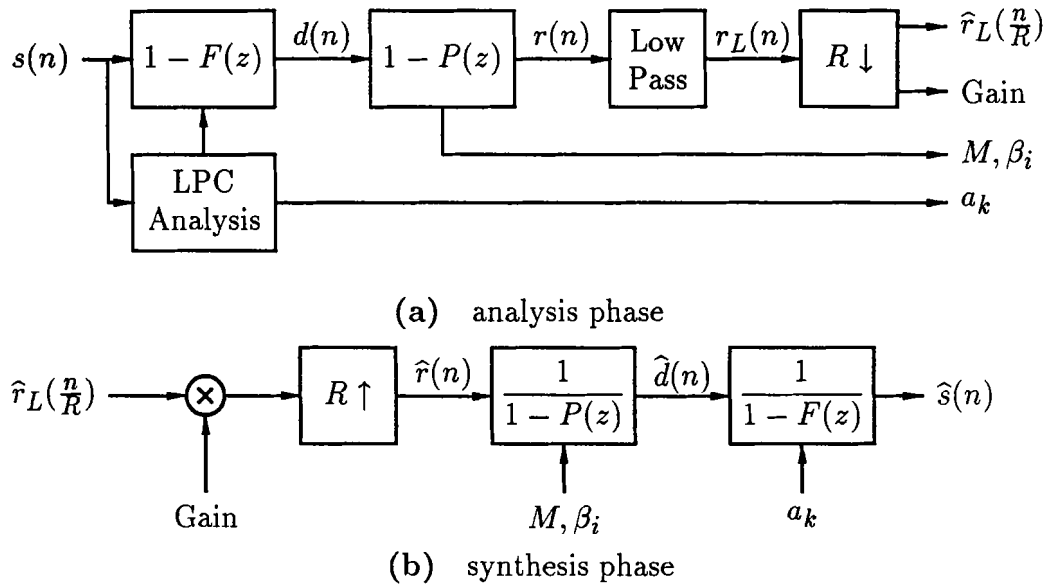 s(n)
1 − F(z)
d(n)
1 − P(z)
r(n)
Low
Pass
r_L(n)
R ↓
r̂_L(n/R)
Gain
M, β_i
LPC
Analysis
a_k
(a) analysis phase
r̂_L(n/R)
×
R ↑
r̂(n)
1
1 − P(z)
d̂(n)
1
1 − F(z)
ŝ(n)
Gain
M, β_i
a_k
(b) synthesis phase